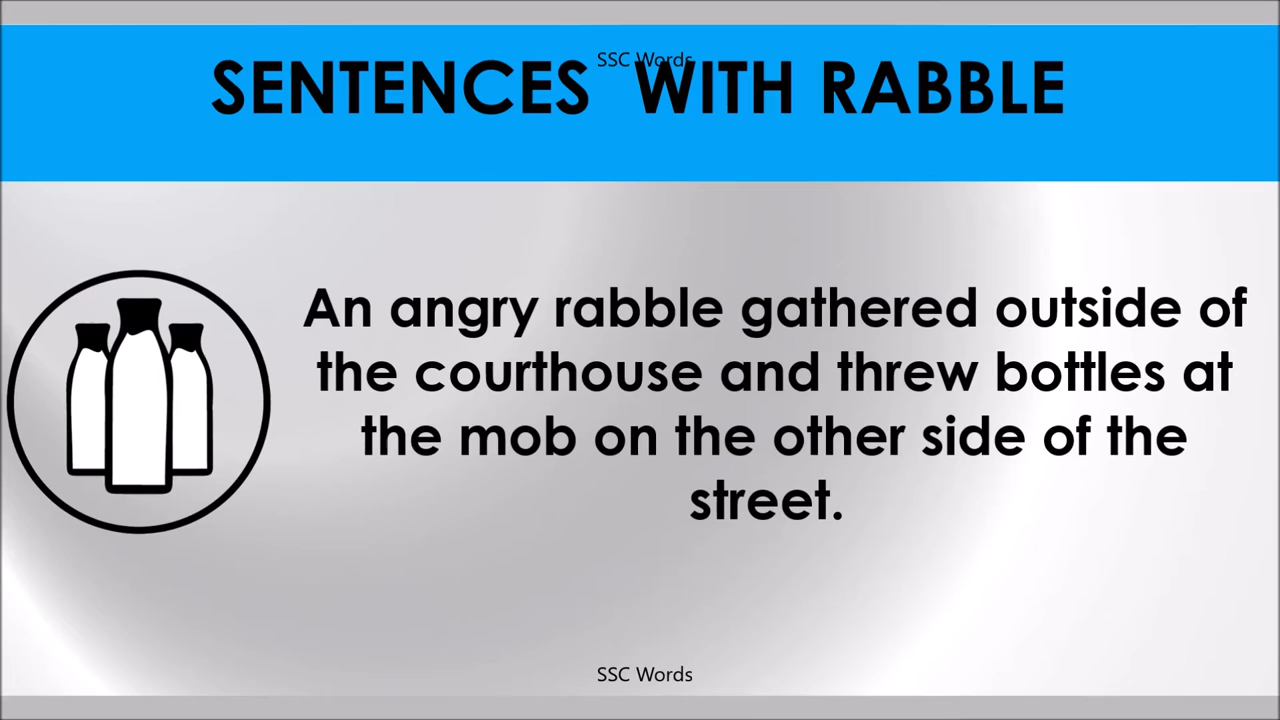 SSC Words
SENTENCES WITH RABBLE
An angry rabble gathered outside of
the courthouse and threw bottles at
the mob on the other side of the
street.
SSC Words